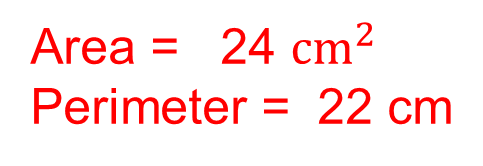 Area = 24 cm²
Perimeter = 22 cm